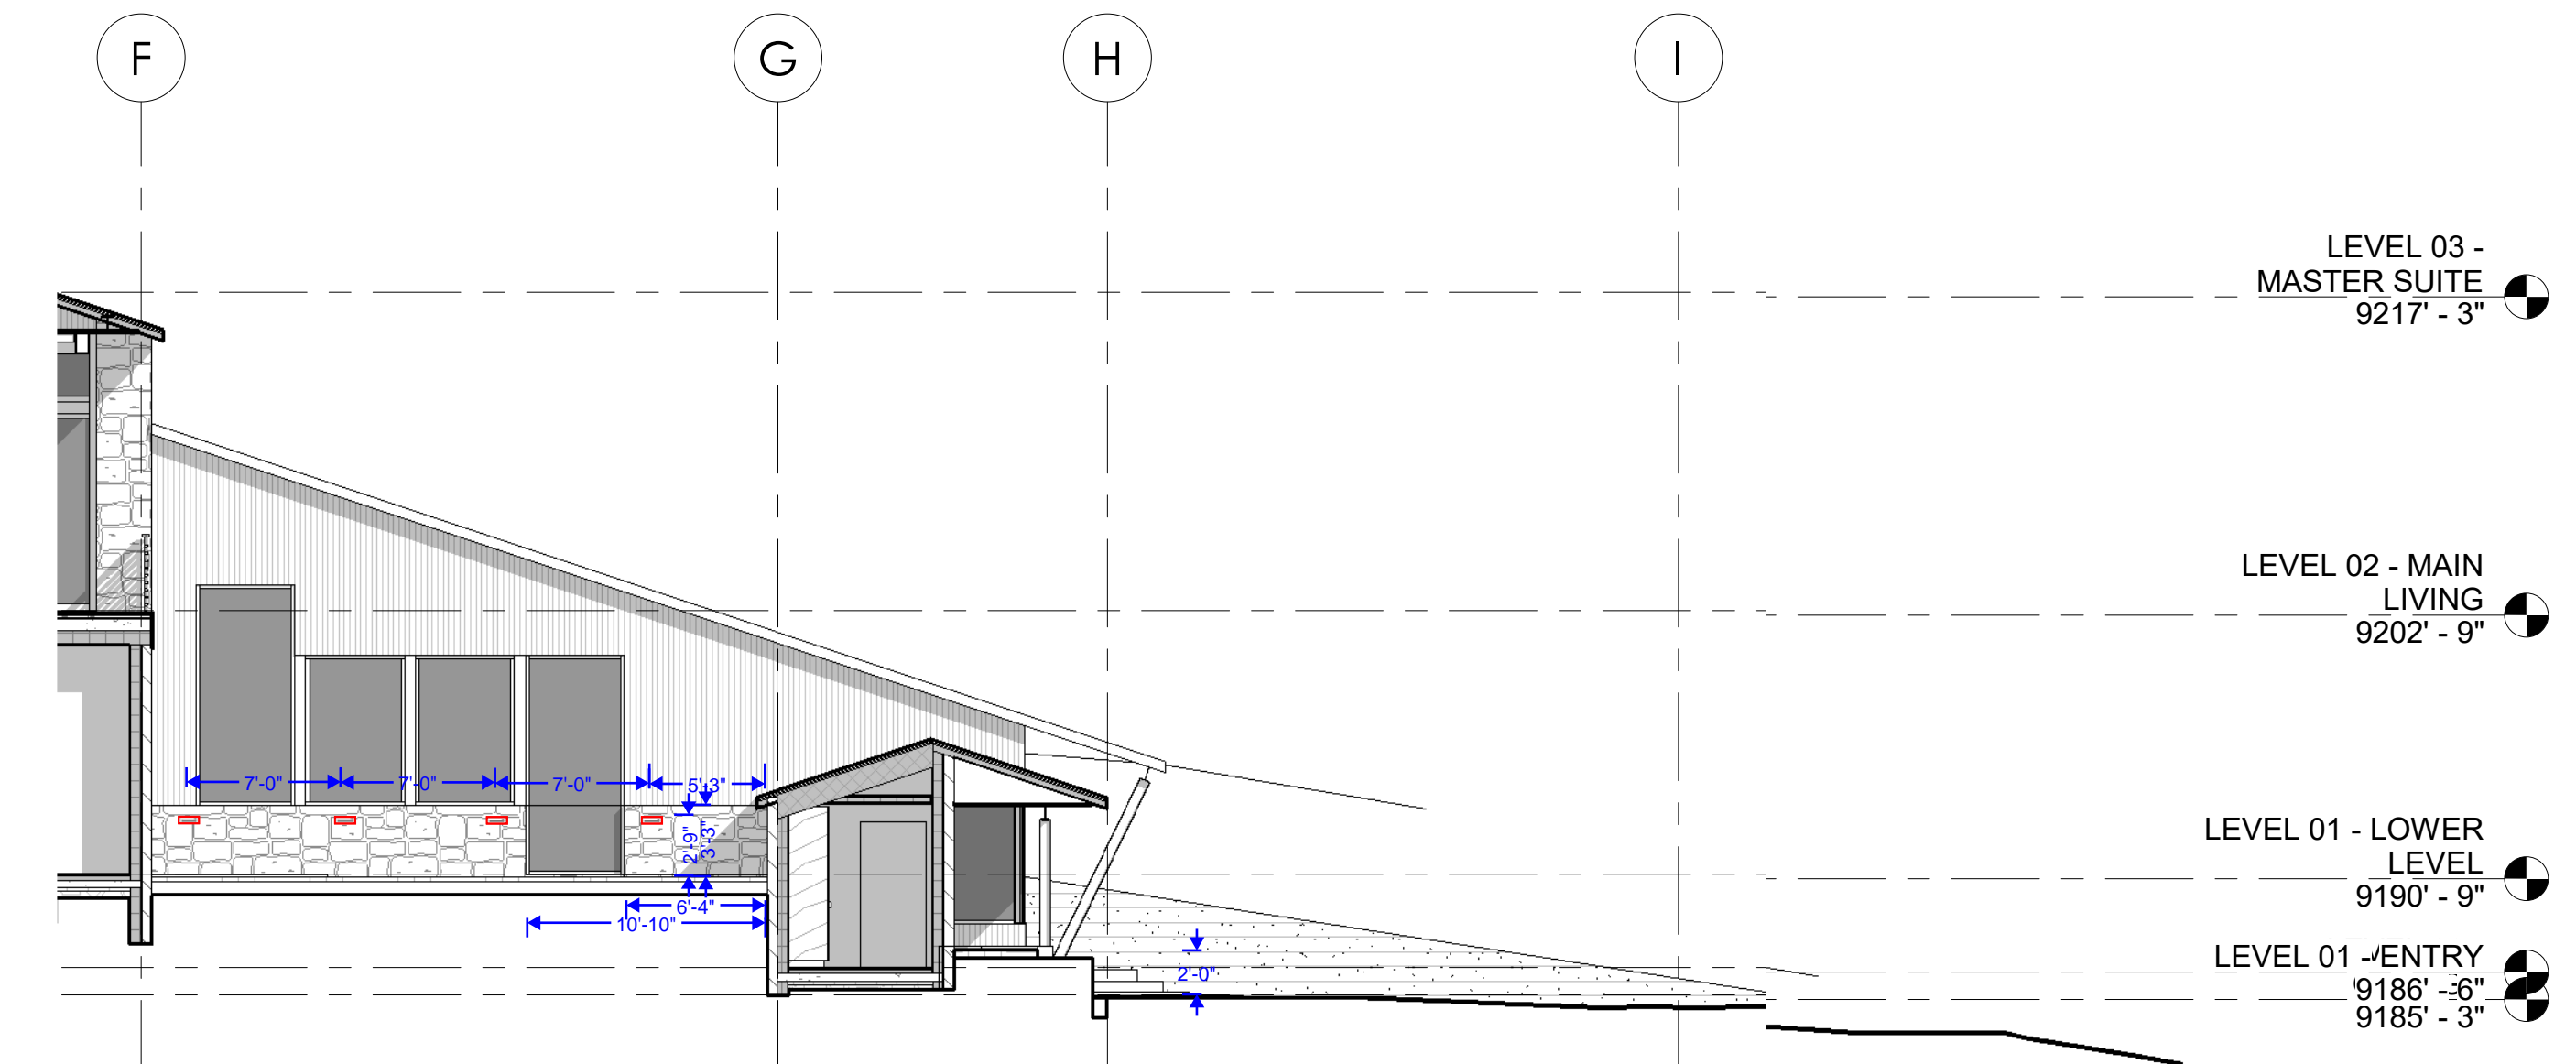 F
G
H
I
LEVEL 03 -
MASTER SUITE
9217' - 3"
LEVEL 02 - MAIN
LIVING
9202' - 9"
7'-0"
7'-0"
7'-0"
5'-3"
2'-9"
3'-3"
6'-4"
10'-10"
LEVEL 01 - LOWER
LEVEL
9190' - 9"
2'-0"
LEVEL 01 - ENTRY
9186' - 6"
9185' - 3"